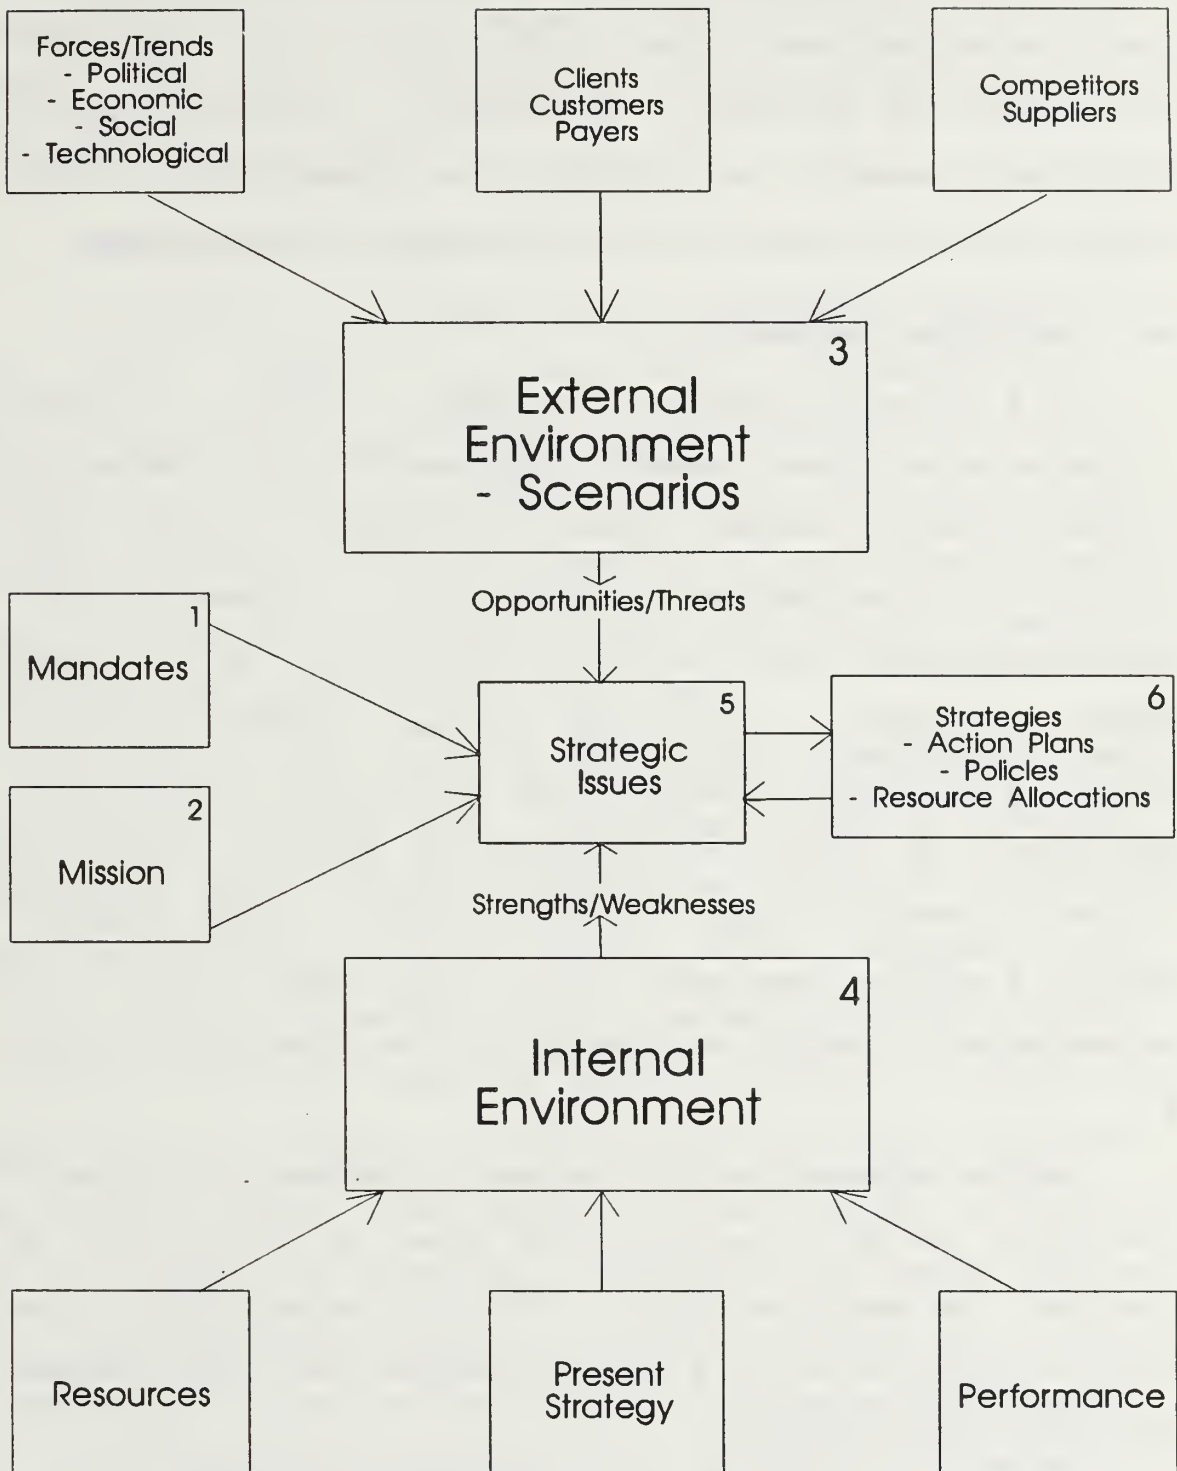 Forces/Trends
- Political
- Economic
- Social
- Technological
Clients
Customers
Payers
Competitors
Suppliers
3
External
Environment
- Scenarios
Opportunities/Threats
1
Mandates
2
Mission
5
Strategic
Issues
6
Strategies
- Action Plans
- Policies
- Resource Allocations
Strengths/Weaknesses
4
Internal
Environment
Resources
Present
Strategy
Performance